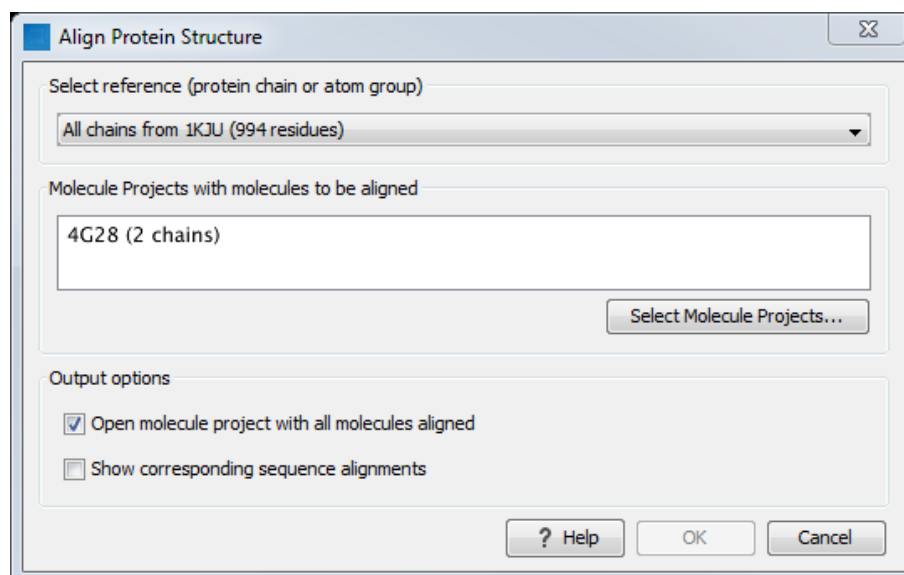 Align Protein Structure
Select reference (protein chain or atom group)
All chains from 1KJU (994 residues)
Molecule Projects with molecules to be aligned
4G28 (2 chains)
Select Molecule Projects...
Output options
Open molecule project with all molecules aligned
Show corresponding sequence alignments
? Help OK Cancel